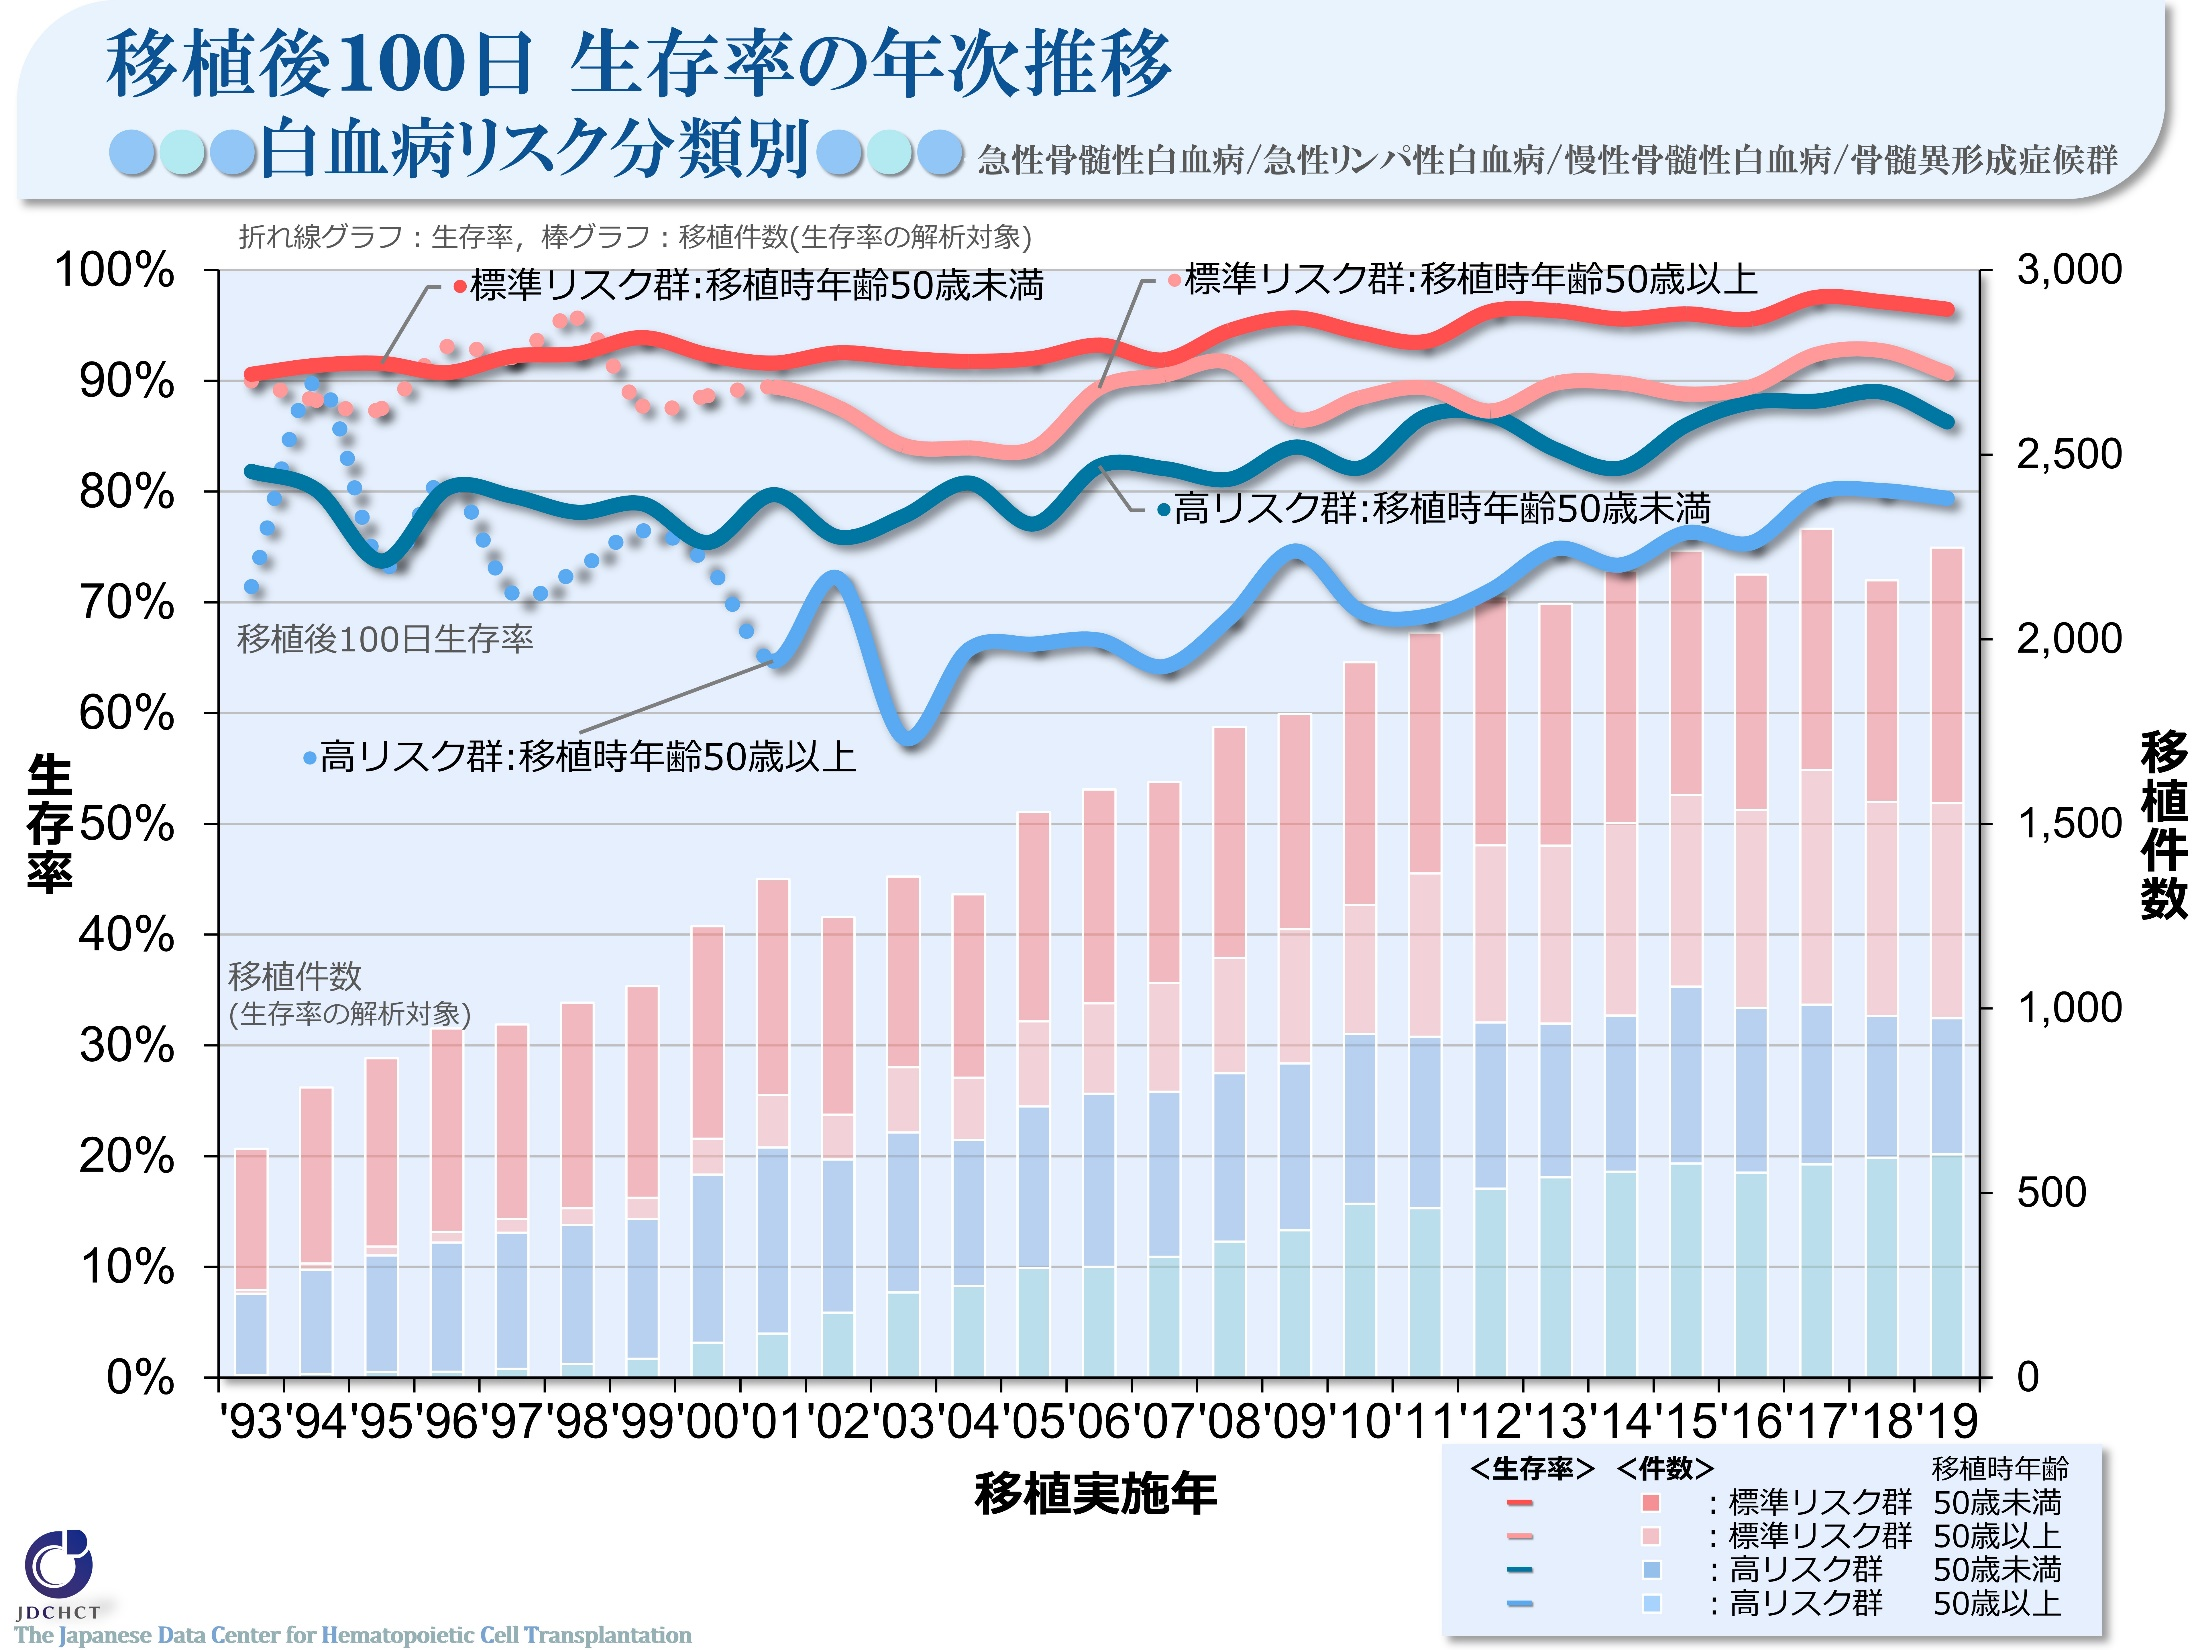 移植後100日 生存率の年次推移
白血病リスク分類別 急性骨髄性白血病/急性リンパ性白血病/慢性骨髄性白血病/骨髄異形成症候群
折れ線グラフ：生存率，棒グラフ：移植件数(生存率の解析対象)
100%
90%
80%
70%
60%
50%
40%
30%
20%
10%
0%
生存率
標準リスク群:移植時年齢50歳未満
標準リスク群:移植時年齢50歳以上
高リスク群:移植時年齢50歳未満
移植後100日生存率
高リスク群:移植時年齢50歳以上
移植件数
(生存率の解析対象)
3,000
2,500
2,000
1,500
1,000
500
0
移植件数
'93 '94 '95 '96 '97 '98 '99 '00 '01 '02 '03 '04 '05 '06 '07 '08 '09 '10 '11 '12 '13 '14 '15 '16 '17 '18 '19
移植実施年
＜生存率＞ ＜件数＞ 移植時年齢
：標準リスク群 50歳未満
：標準リスク群 50歳以上
：高リスク群 50歳未満
：高リスク群 50歳以上
JDCHCT
The Japanese Data Center for Hematopoietic Cell Transplantation